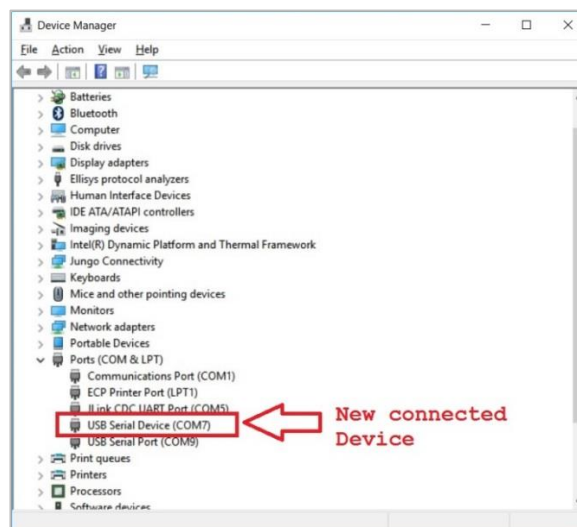 Device Manager
File Action View Help
Batteries
Bluetooth
Computer
Disk drives
Display adapters
Ellisys protocol analyzers
Human Interface Devices
IDE ATA/ATAPI controllers
Imaging devices
Intel(R) Dynamic Platform and Thermal Framework
Jungo Connectivity
Keyboards
Mice and other pointing devices
Monitors
Network adapters
Portable Devices
Ports (COM & LPT)
Communications Port (COM1)
ECP Printer Port (LPT1)
JLink CDC UART Port (COM5)
USB Serial Device (COM7)
USB Serial Port (COM9)
New connected
Device
Print queues
Printers
Processors
Software devices